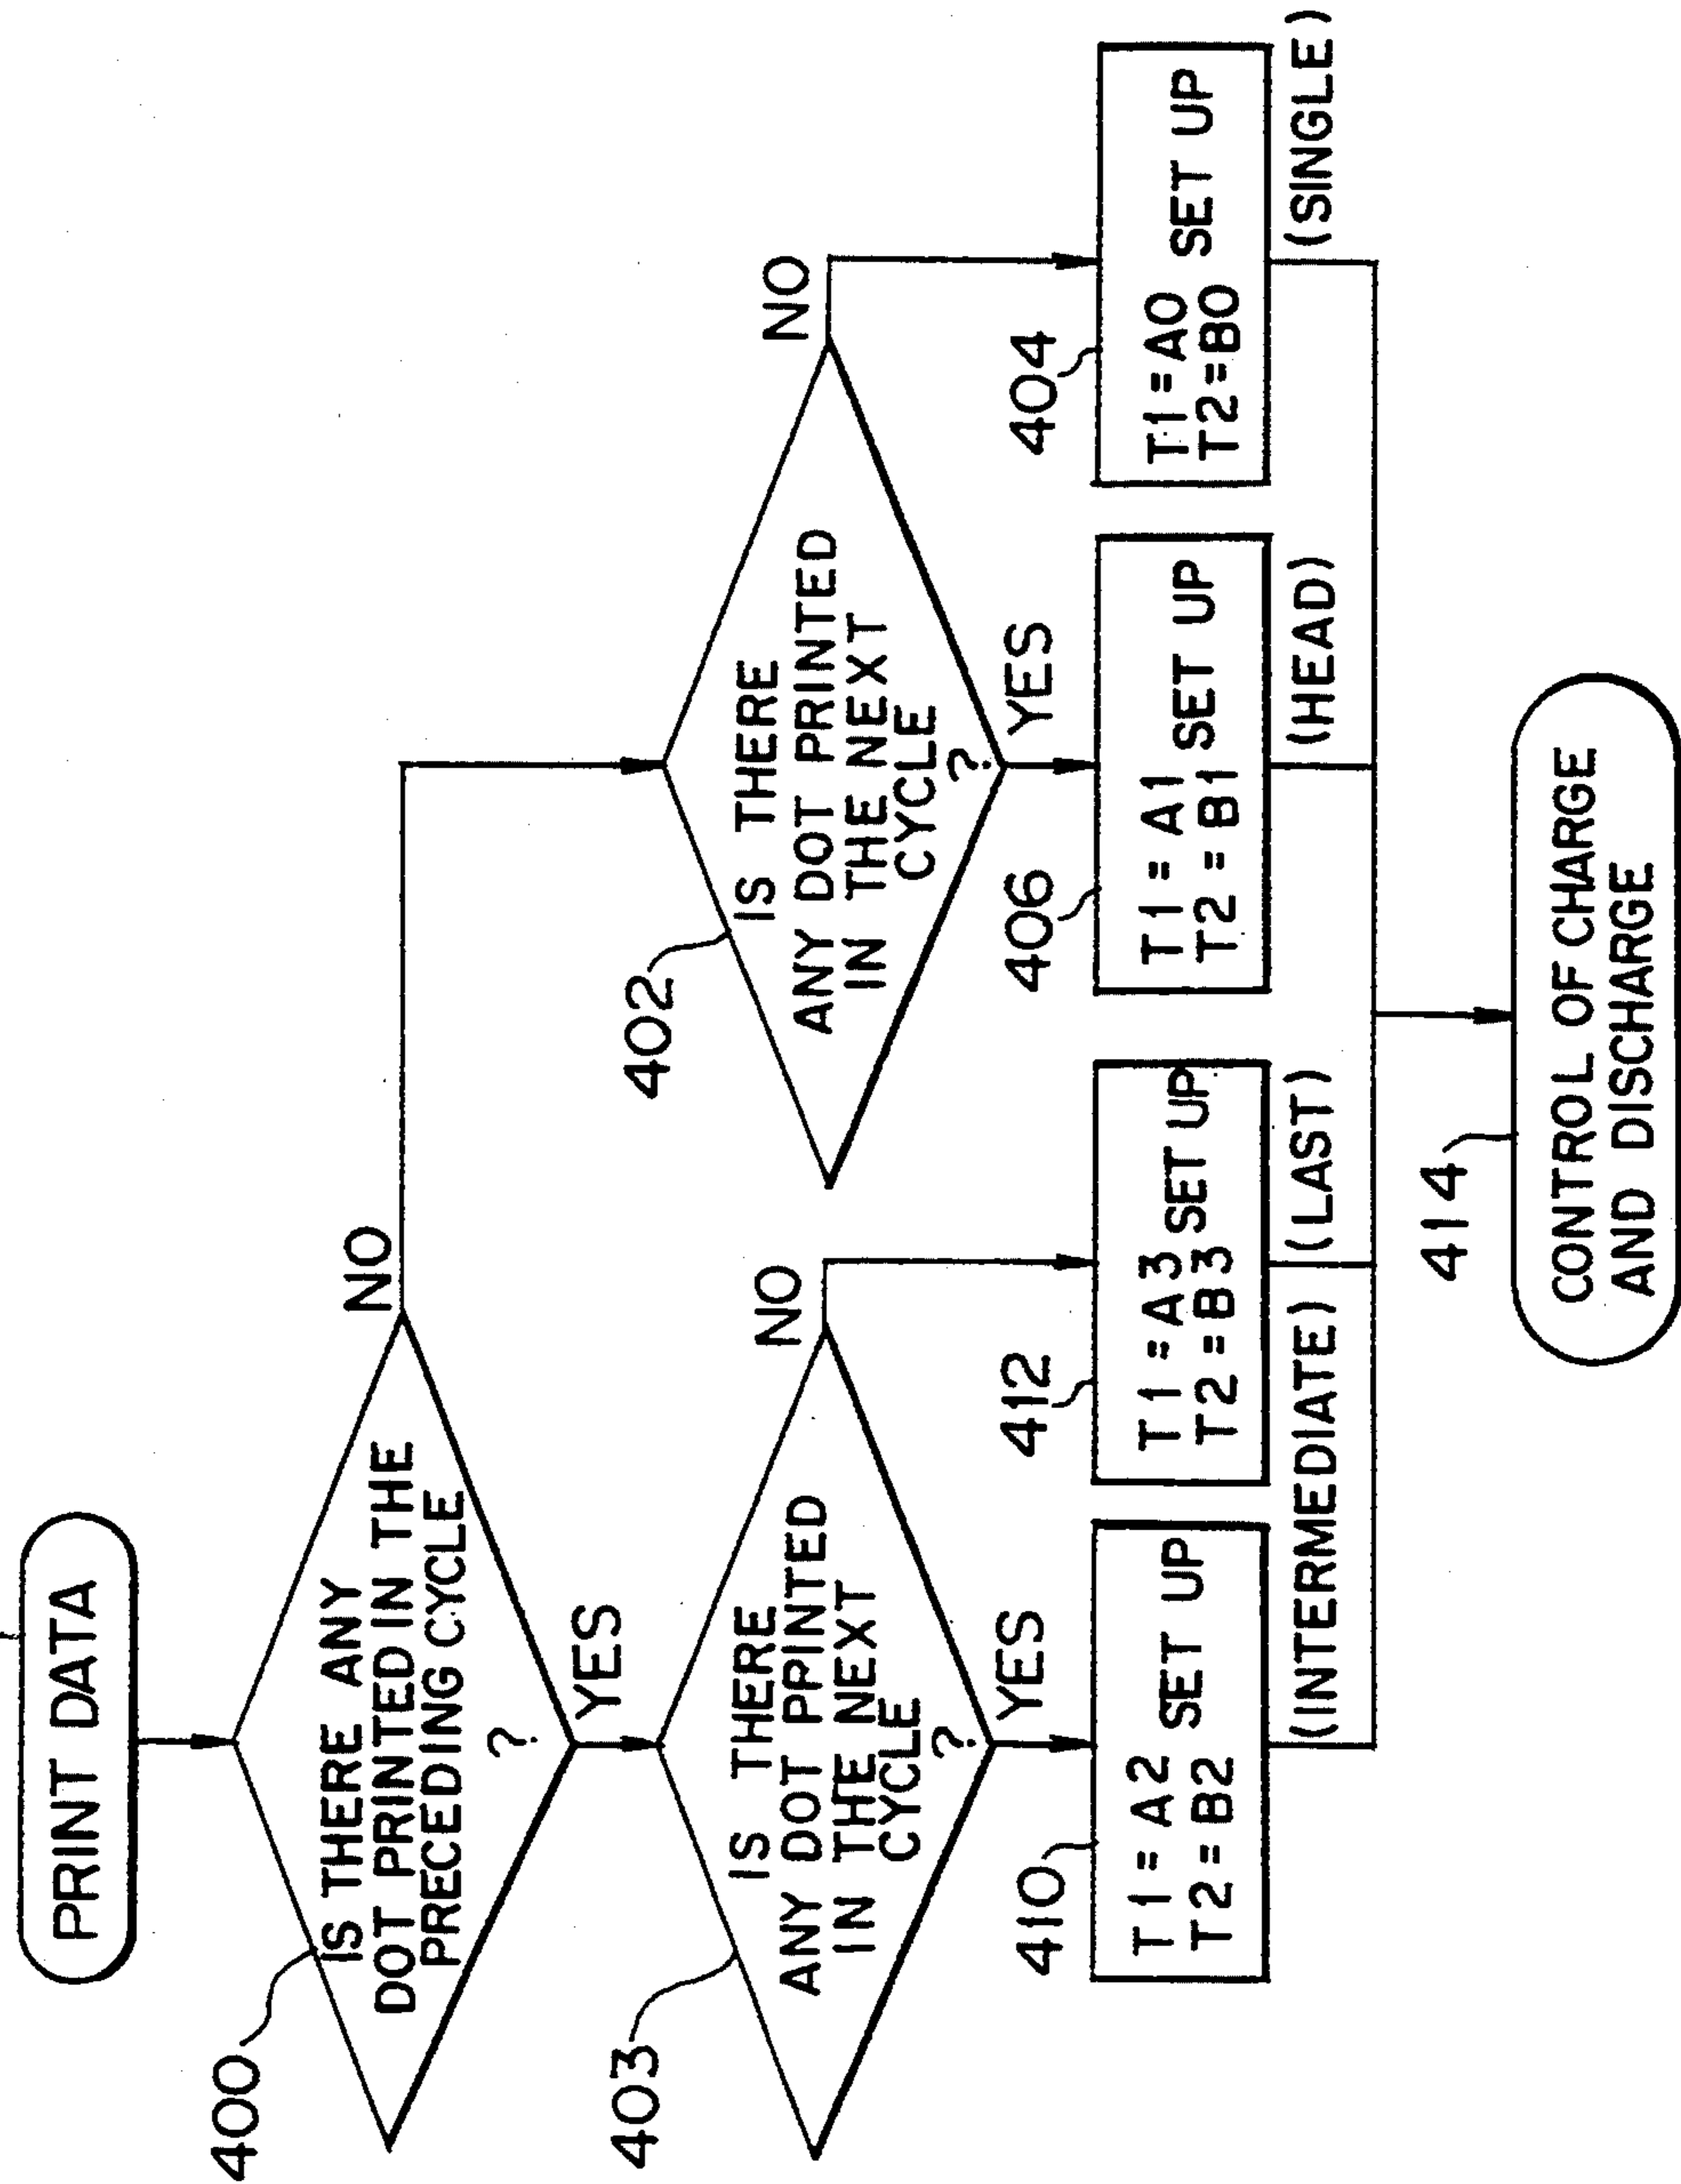 PRINT DATA
400
IS THERE ANY
DOT PRINTED IN THE
PRECEDING CYCLE
?
NO
YES
403
IS THERE
ANY DOT PPINTED
IN THE NEXT
CYCLE
?
NO
YES
402
IS THERE
ANY DOT PRINTED
IN THE NEXT
CYCLE
?
NO
YES
410
T1 = A2 SET UP
T2 = B2
(INTERMEDIATE)
412
T1 = A3 SET UP
T2 = B3
(LAST)
406
T1 = A1 SET UP
T2 = B1
(HEAD)
404
T1 = A0 SET UP
T2 = B0
(SINGLE)
414
CONTROL OF CHARGE
AND DISCHARGE